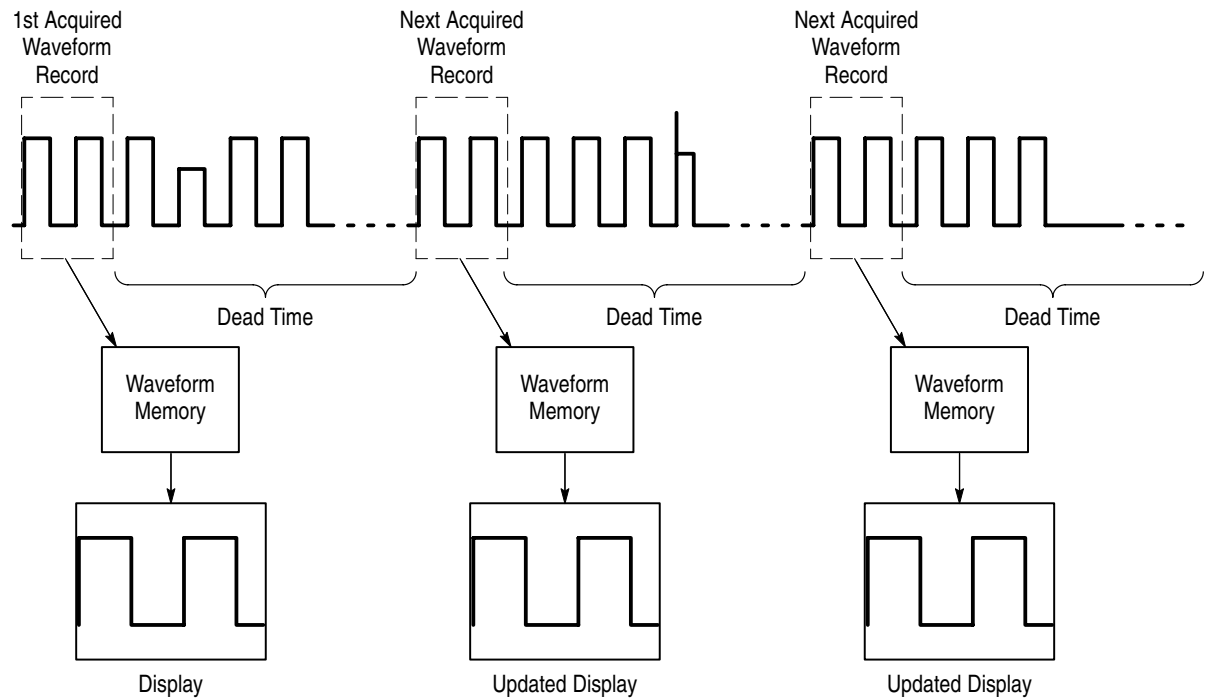 1st Acquired
Waveform
Record
Next Acquired
Waveform
Record
Next Acquired
Waveform
Record
Dead Time
Dead Time
Dead Time
Waveform
Memory
Waveform
Memory
Waveform
Memory
Display
Updated Display
Updated Display